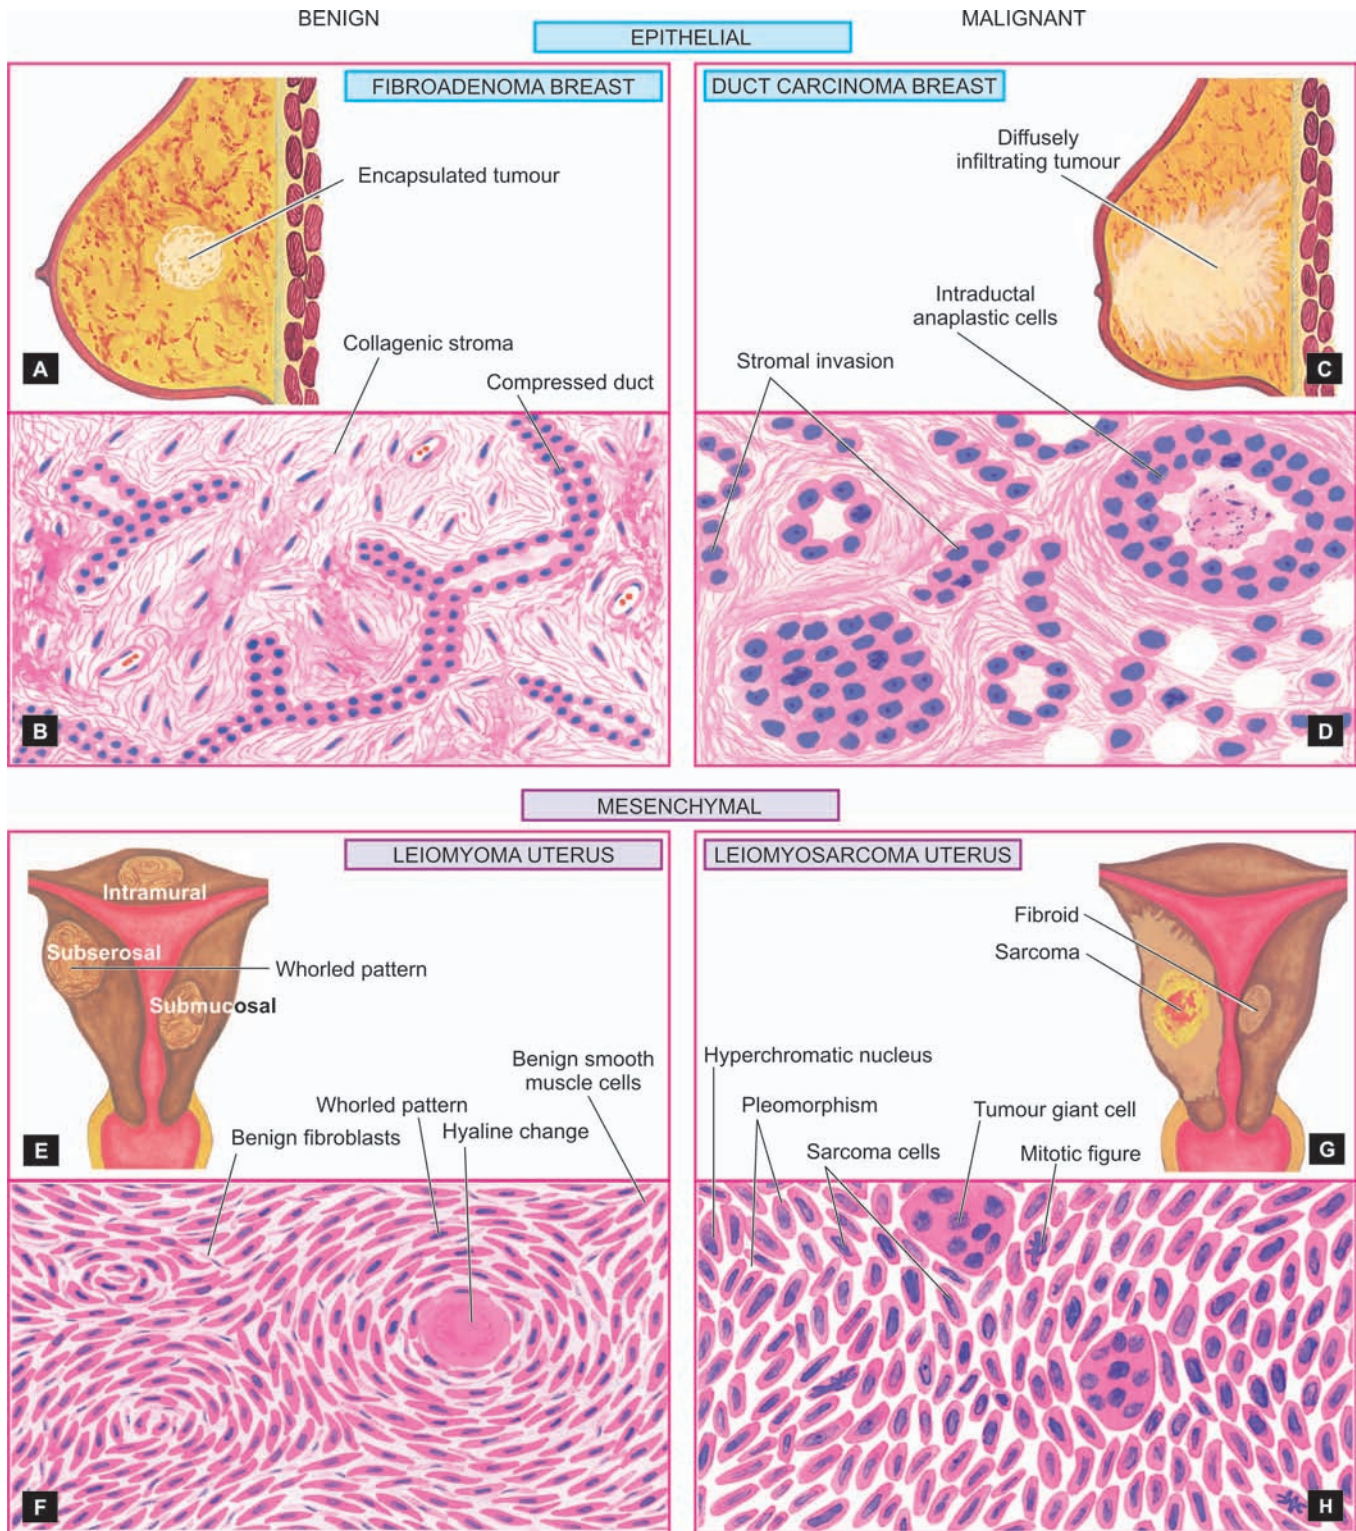 BENIGN
MALIGNANT
EPITHELIAL
FIBROADENOMA BREAST
Encapsulated tumour
A
Collagenic stroma
Compressed duct
B
DUCT CARCINOMA BREAST
Diffusely
infiltrating tumour
Intraductal
anaplastic cells
Stromal invasion
C
D
MESENCHYMAL
LEIOMYOMA UTERUS
Intramural
Subserosal
Whorled pattern
Submucosal
Benign smooth
muscle cells
Whorled pattern
Hyaline change
Benign fibroblasts
E
F
LEIOMYOSARCOMA UTERUS
Fibroid
Sarcoma
Hyperchromatic nucleus
Pleomorphism
Tumour giant cell
Sarcoma cells
Mitotic figure
G
H